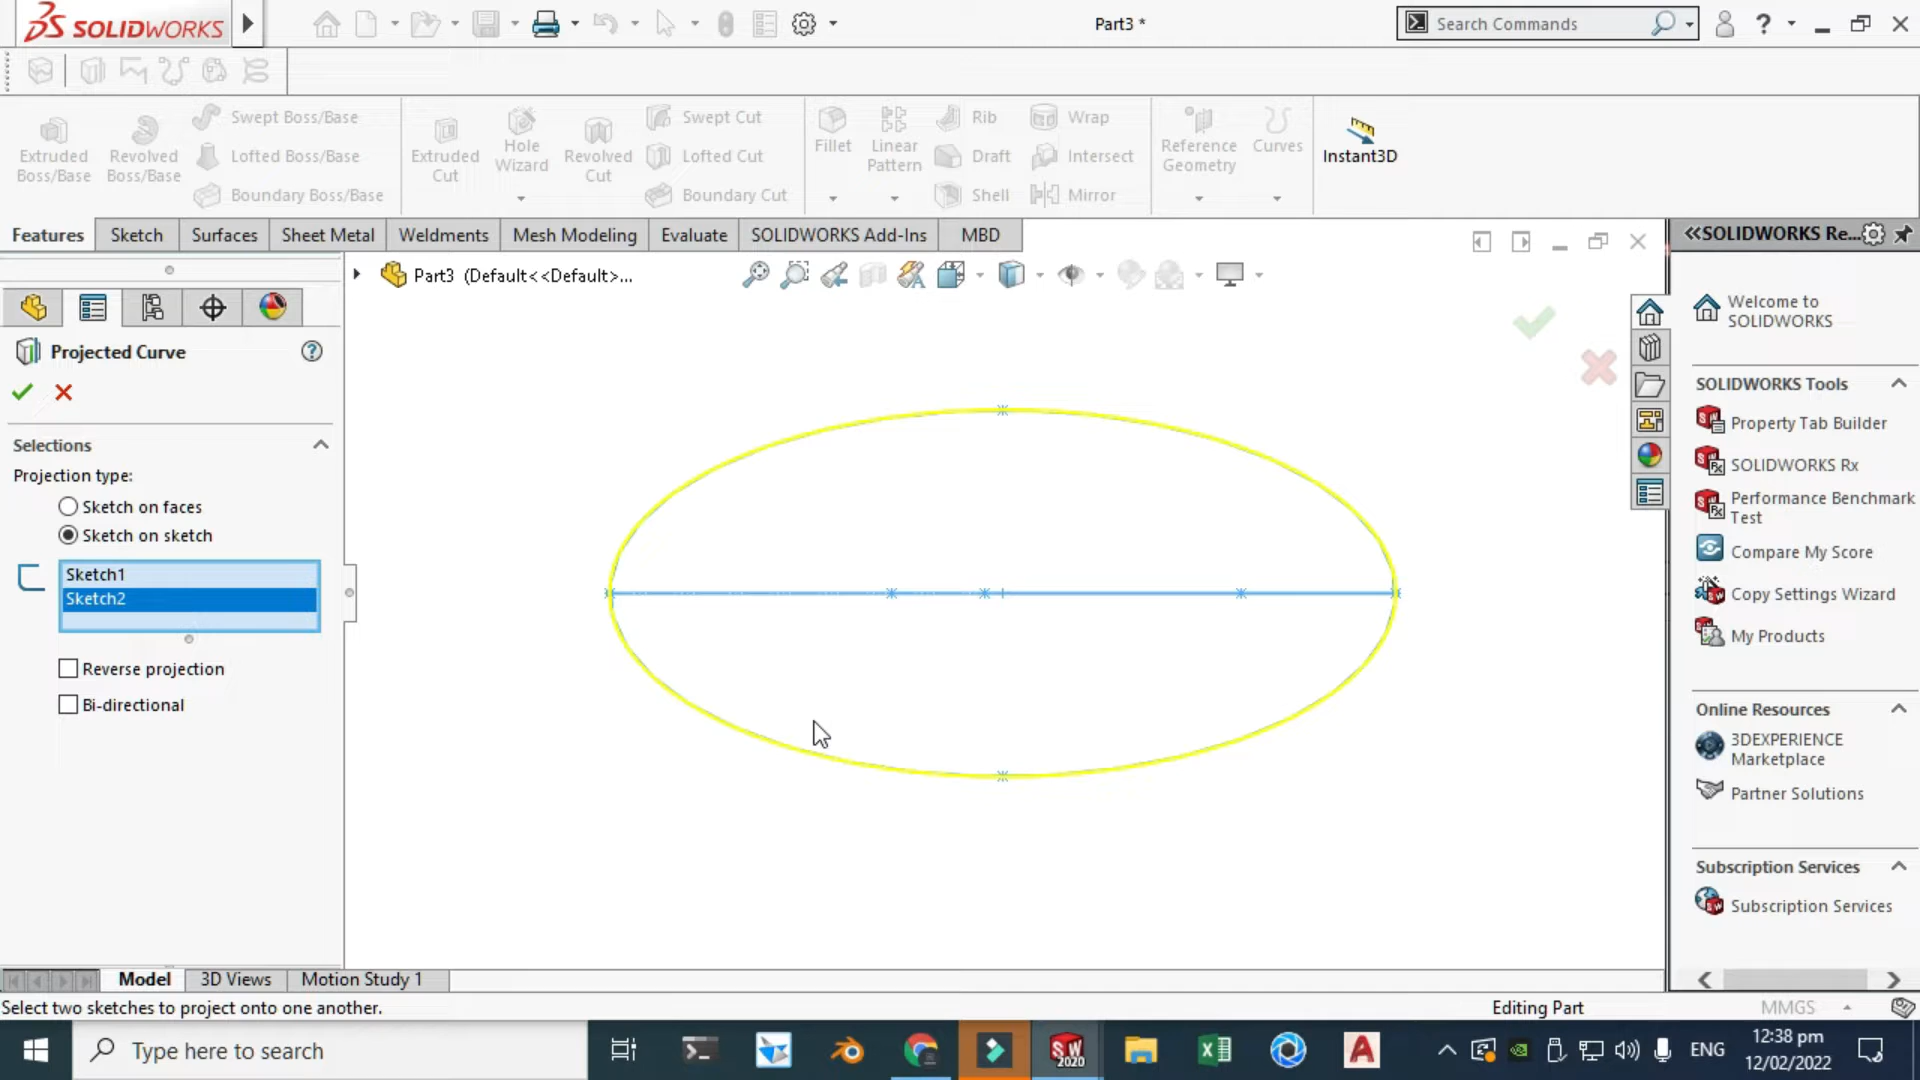 SOLIDWORKS
Part3 *
Search Commands
Extruded Boss/Base
Revolved Boss/Base
Swept Boss/Base
Lofted Boss/Base
Boundary Boss/Base
Extruded Cut
Hole Wizard
Revolved Cut
Swept Cut
Lofted Cut
Boundary Cut
Fillet
Linear Pattern
Rib
Draft
Shell
Wrap
Intersect
Mirror
Reference Geometry
Curves
Instant3D
Features
Sketch
Surfaces
Sheet Metal
Weldments
Mesh Modeling
Evaluate
SOLIDWORKS Add-Ins
MBD
SOLIDWORKS Re...
Part3 (Default<<Default>...
Projected Curve
Selections
Projection type:
Sketch on faces
Sketch on sketch
Sketch1
Sketch2
Reverse projection
Bi-directional
Welcome to
SOLIDWORKS
SOLIDWORKS Tools
Property Tab Builder
SOLIDWORKS Rx
Performance Benchmark
Test
Compare My Score
Copy Settings Wizard
My Products
Online Resources
3DEXPERIENCE
Marketplace
Partner Solutions
Subscription Services
Subscription Services
Model
3D Views
Motion Study 1
Select two sketches to project onto one another.
Editing Part
MMGS
Type here to search
SW
2020
ENG
12:38 pm
12/02/2022